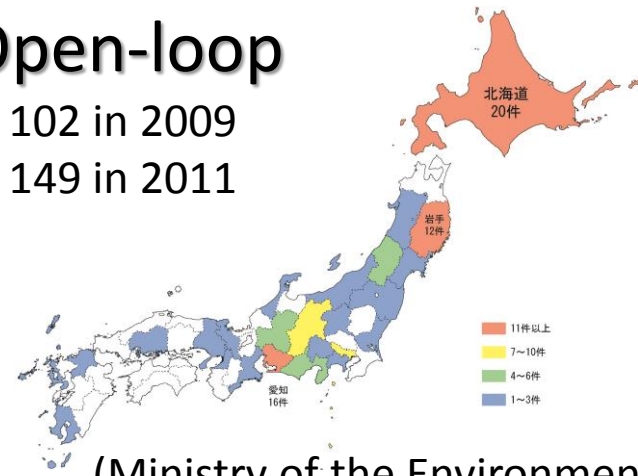 Open-loop
102 in 2009
149 in 2011
北海道
20件
岩手
12件
11件以上
7～10件
4～6件
1～3件
愛知
16件
(Ministry of the Environment